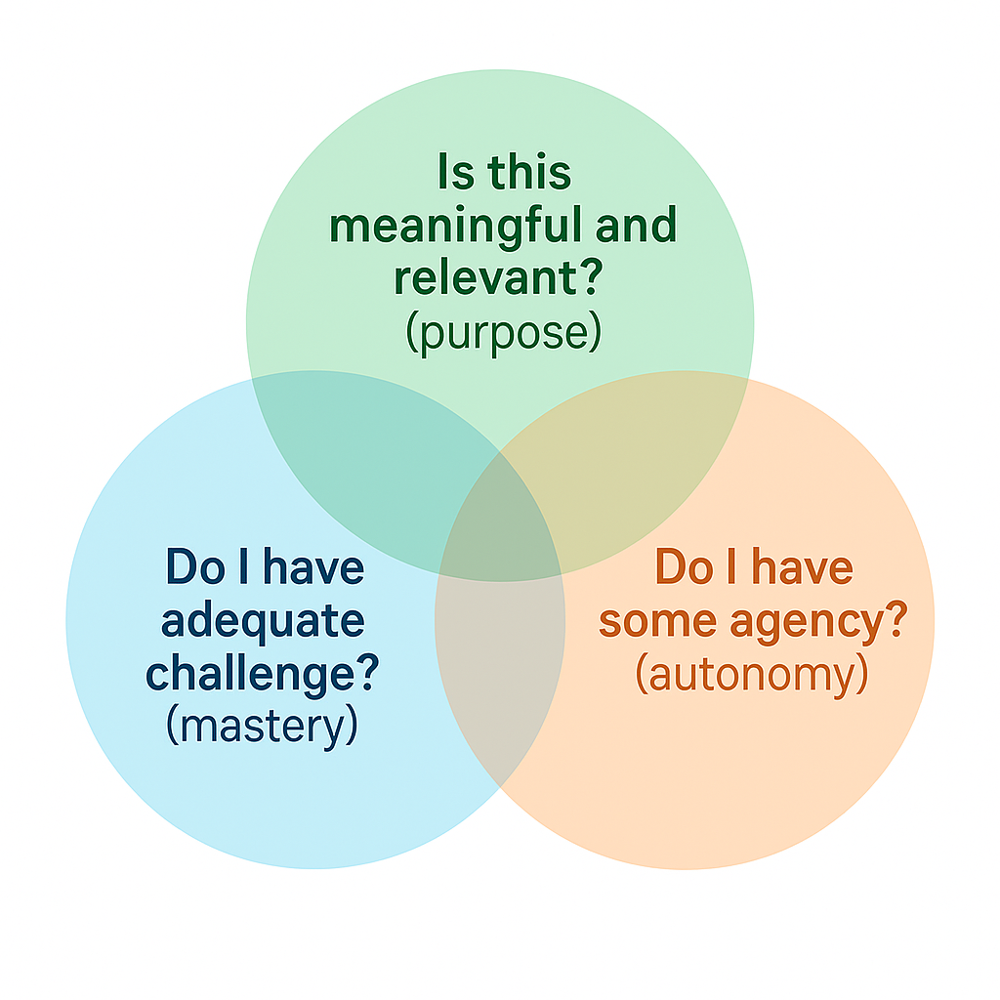 Is this
meaningful and
relevant?
(purpose)
Do I have
adequate
challenge?
(mastery)
Do I have
some agency?
(autonomy)